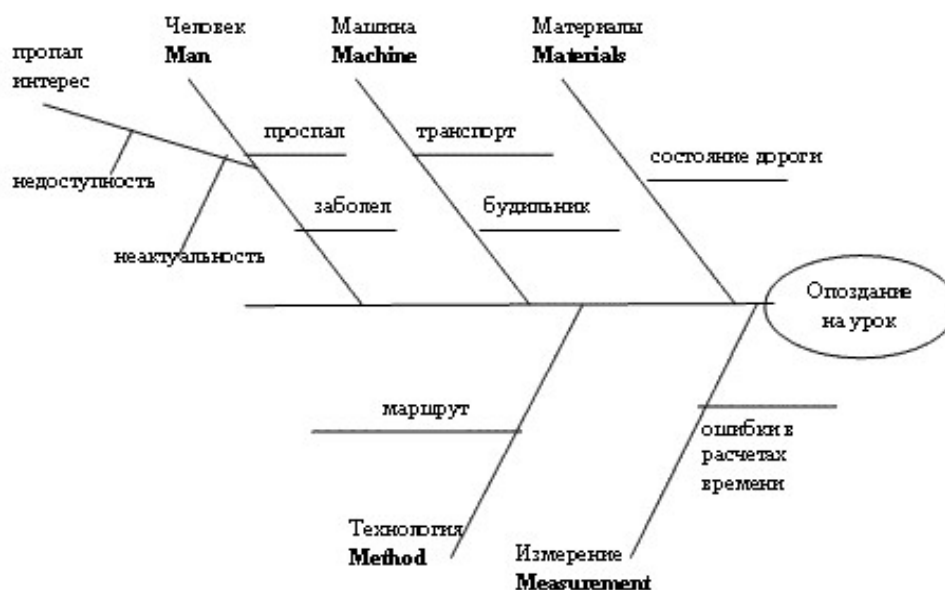 Человек
Man
Машина
Machine
Материалы
Materials
пропал
интерес
проспал
транспорт
состояние дороги
недоступность
заболел
будильник
неактуальность
Опоздание
на урок
маршрут
ошибки в
расчетах
времени
Технология
Method
Измерение
Measurement